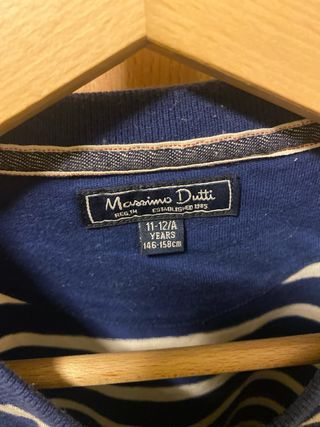 Massimo Dutti
REG.TM ESTABLISHED 1985
11-12/A
YEARS
146-158cm